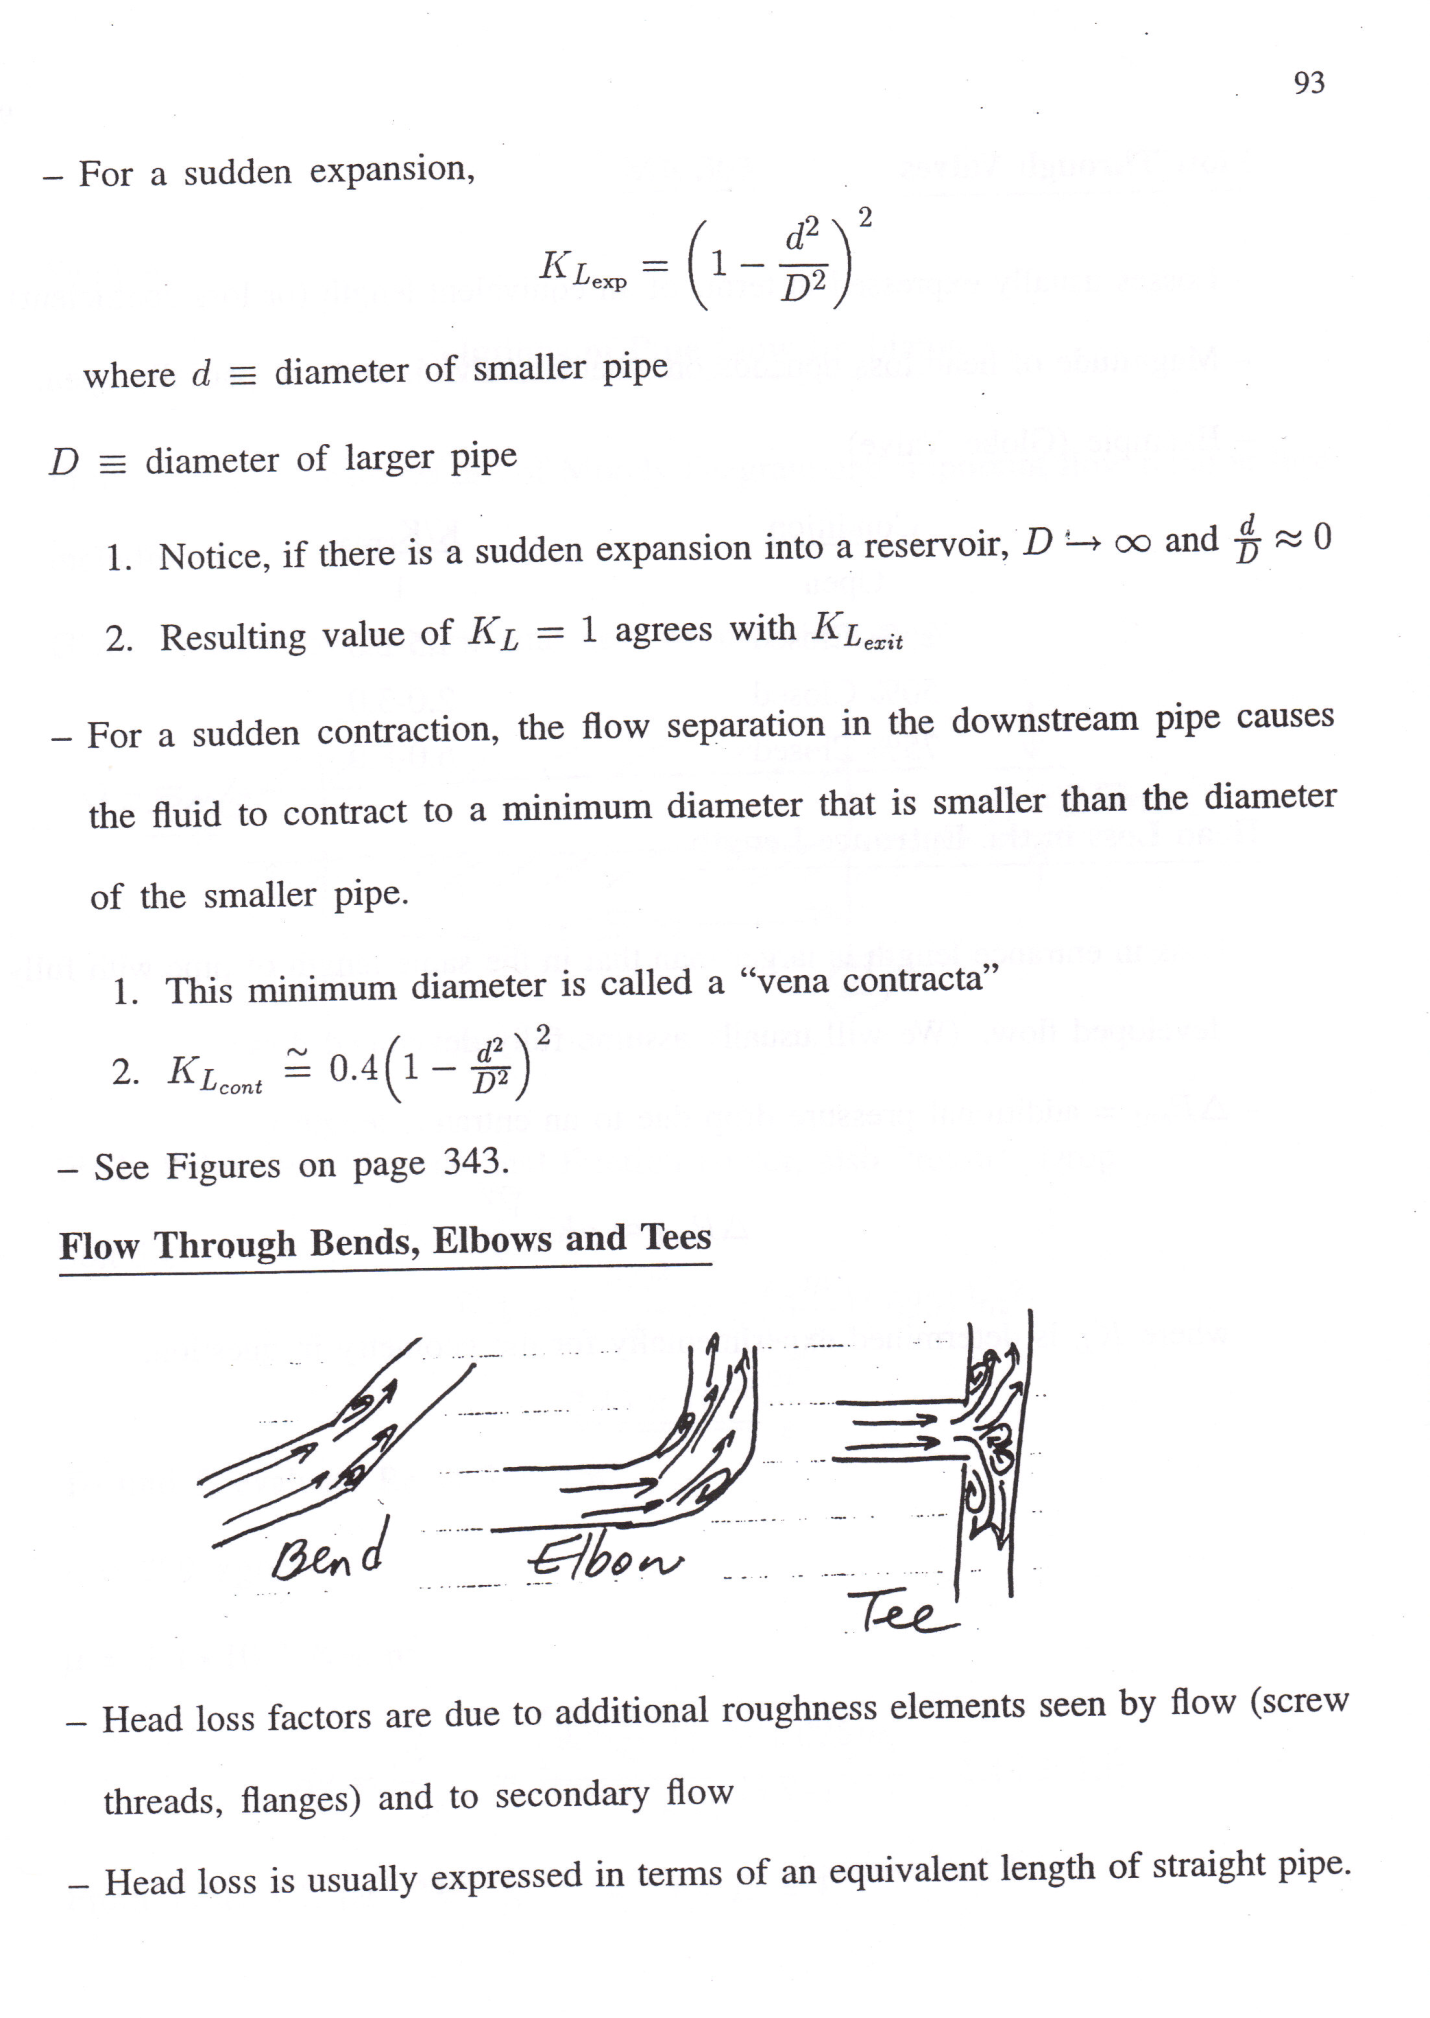 93
– For a sudden expansion,
K_{L_{exp}} = (1 − d²/D²)²
where d ≡ diameter of smaller pipe
D ≡ diameter of larger pipe
1. Notice, if there is a sudden expansion into a reservoir, D ↪ ∞ and d/D ≈ 0
2. Resulting value of K_L = 1 agrees with K_{L_{exit}}
– For a sudden contraction, the flow separation in the downstream pipe causes
the fluid to contract to a minimum diameter that is smaller than the diameter
of the smaller pipe.
1. This minimum diameter is called a “vena contracta”
2. K_{L_{cont}} ≅ 0.4(1 − d²/D²)²
– See Figures on page 343.
Flow Through Bends, Elbows and Tees
Bend
Elbow
Tee
– Head loss factors are due to additional roughness elements seen by flow (screw
threads, flanges) and to secondary flow
– Head loss is usually expressed in terms of an equivalent length of straight pipe.